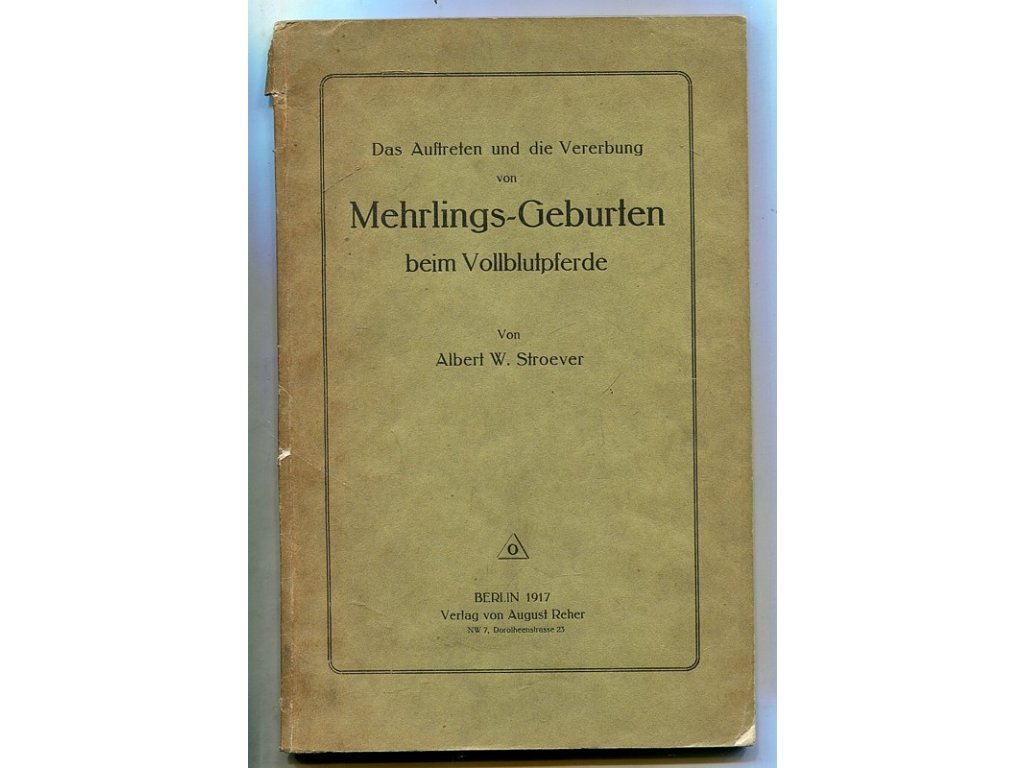 Das Auftreten und die Vererbung
von
Mehrlings-Geburten
beim Vollblutpferde
Von
Albert W. Stroever
O
BERLIN 1917
Verlag von August Reher
NW 7, Dorotheenstrasse 23